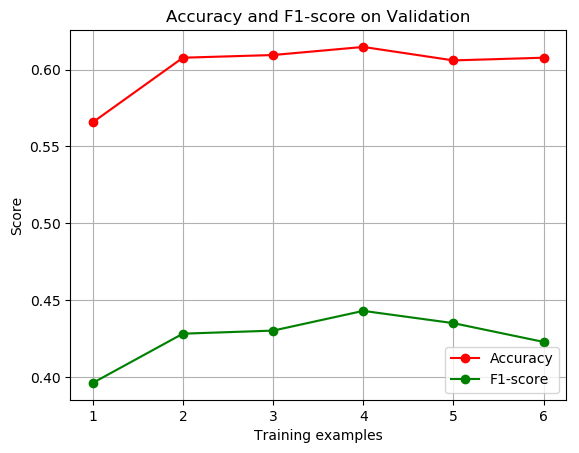 Accuracy and F1-score on Validation
Score
0.60
0.55
0.50
0.45
0.40
Accuracy
F1-score
1 2 3 4 5 6
Training examples